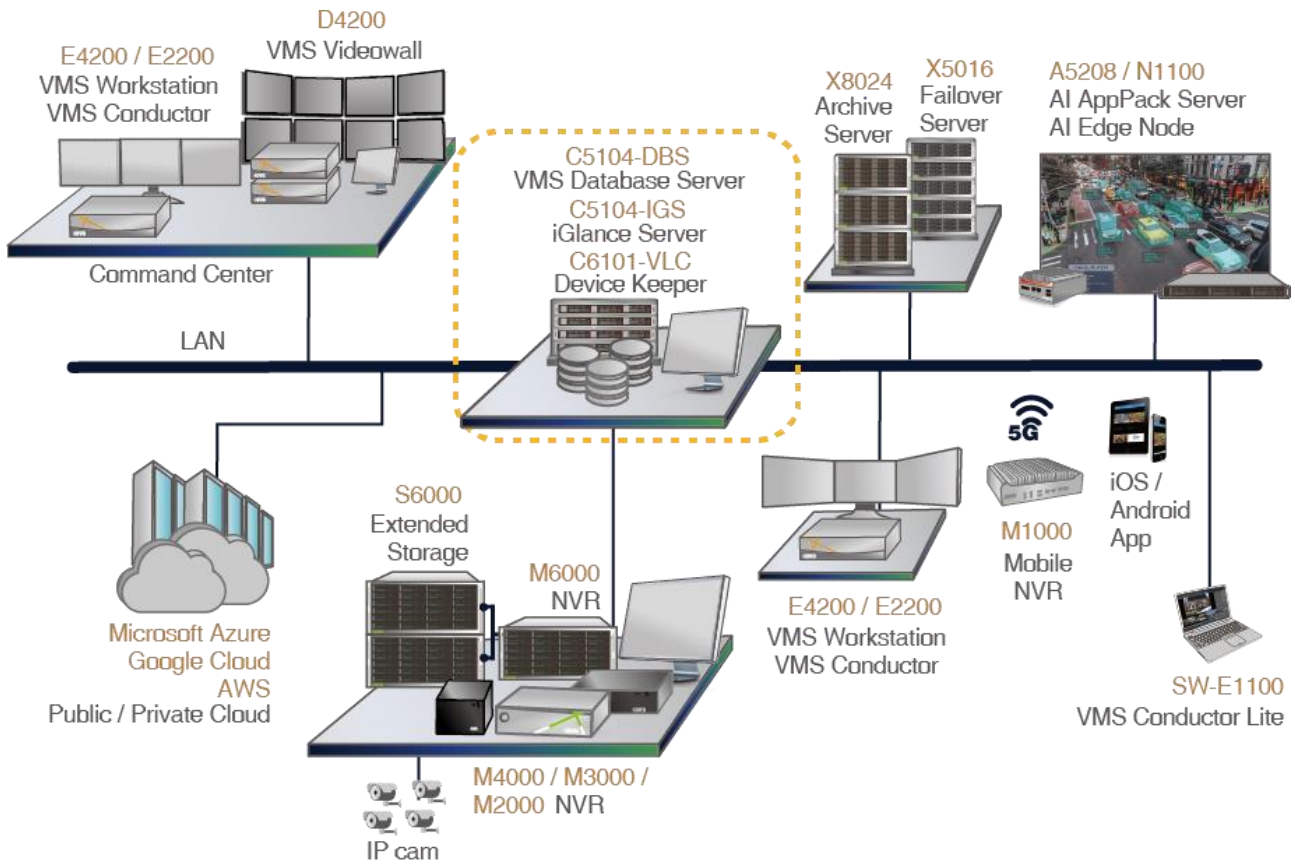 D4200
VMS Videowall
E4200 / E2200
VMS Workstation
VMS Conductor
Command Center
C5104-DBS
VMS Database Server
C5104-IGS
iGlance Server
C6101-VLC
Device Keeper
X8024
Archive
Server
X5016
Failover
Server
A5208 / N1100
AI AppPack Server
AI Edge Node
LAN
Microsoft Azure
Google Cloud
AWS
Public / Private Cloud
S6000
Extended
Storage
M6000
NVR
M4000 / M3000 /
M2000 NVR
IP cam
E4200 / E2200
VMS Workstation
VMS Conductor
5G
M1000
Mobile
NVR
iOS /
Android
App
SW-E1100
VMS Conductor Lite